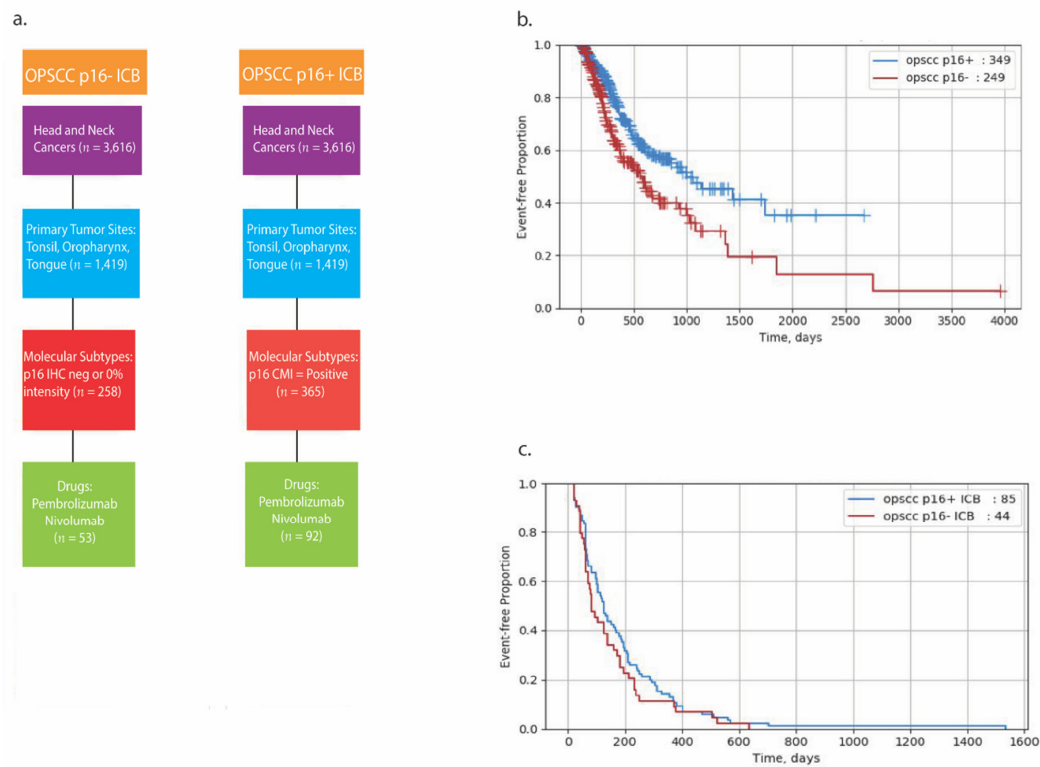 a.
OPSCC p16- ICB
Head and Neck
Cancers (n = 3,616)
Primary Tumor Sites:
Tonsil, Oropharynx,
Tongue (n = 1,419)
Molecular Subtypes:
p16 IHC neg or 0%
intensity (n = 258)
Drugs:
Pembrolizumab
Nivolumab
(n = 53)
OPSCC p16+ ICB
Head and Neck
Cancers (n = 3,616)
Primary Tumor Sites:
Tonsil, Oropharynx,
Tongue (n = 1,419)
Molecular Subtypes:
p16 CMI = Positive
(n = 365)
Drugs:
Pembrolizumab
Nivolumab
(n = 92)
b.
opscc p16+ : 349
opscc p16- : 249
Event-free Proportion
1.0
0.8
0.6
0.4
0.2
0.0
0 500 1000 1500 2000 2500 3000 3500 4000
Time, days
c.
opscc p16+ ICB : 85
opscc p16- ICB : 44
Event-free Proportion
1.0
0.8
0.6
0.4
0.2
0.0
0 200 400 600 800 1000 1200 1400 1600
Time, days